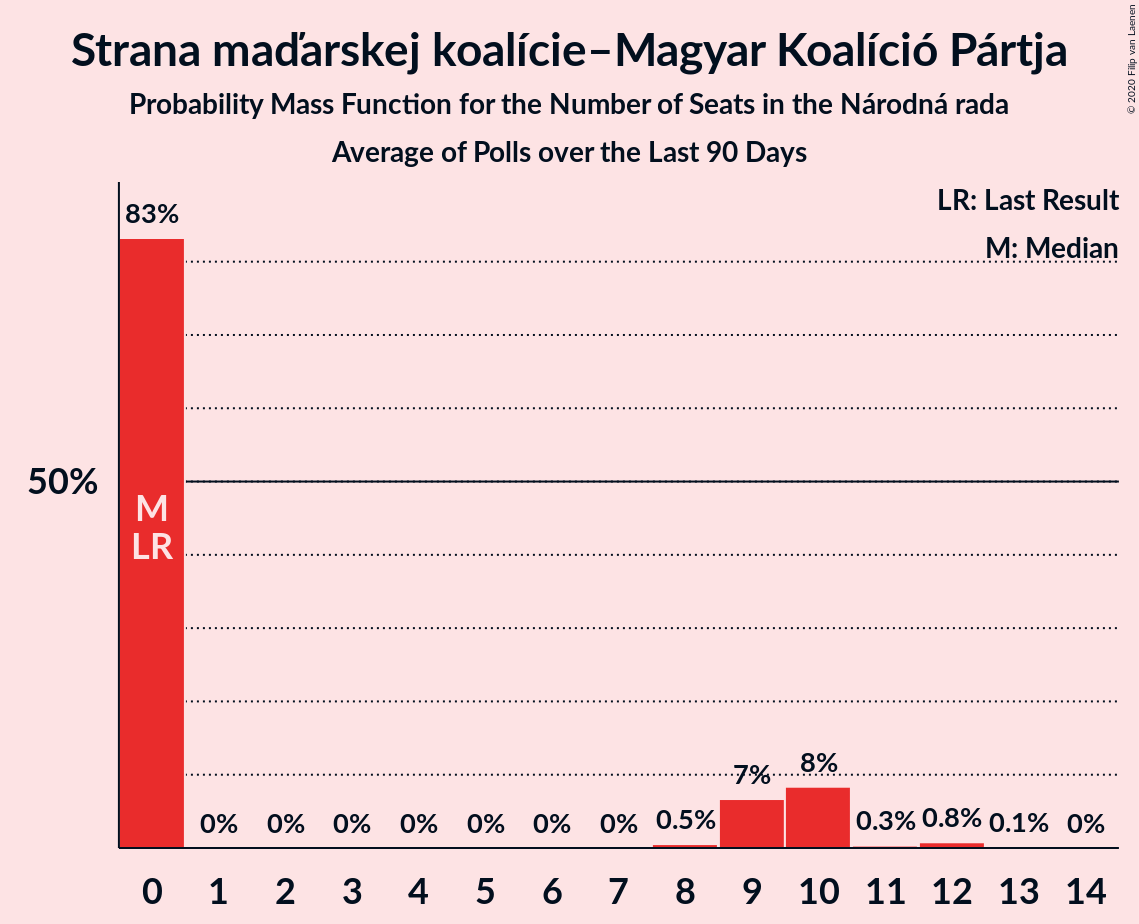 Strana maďarskej koalície–Magyar Koalíció Pártja
Probability Mass Function for the Number of Seats in the Národná rada
Average of Polls over the Last 90 Days
© 2020 Filip van Laenen
LR: Last Result
M: Median
83%
50%
M
LR
0% 0% 0% 0% 0% 0% 0% 0.5% 7% 8% 0.3% 0.8% 0.1% 0%
0 1 2 3 4 5 6 7 8 9 10 11 12 13 14